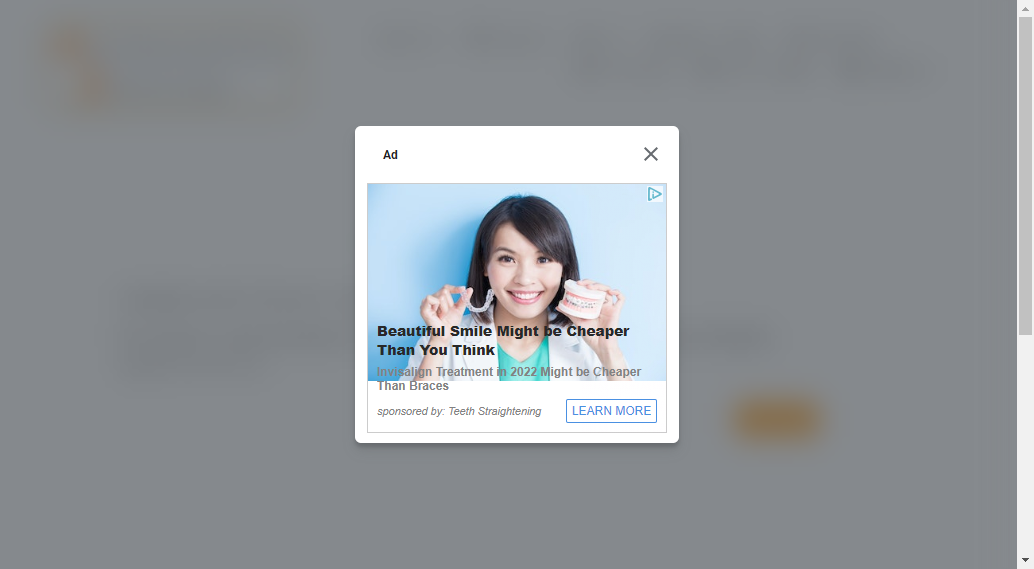 Ad
Beautiful Smile Might be Cheaper
Than You Think
Invisalign Treatment in 2022 Might be Cheaper
Than Braces
sponsored by: Teeth Straightening
LEARN MORE